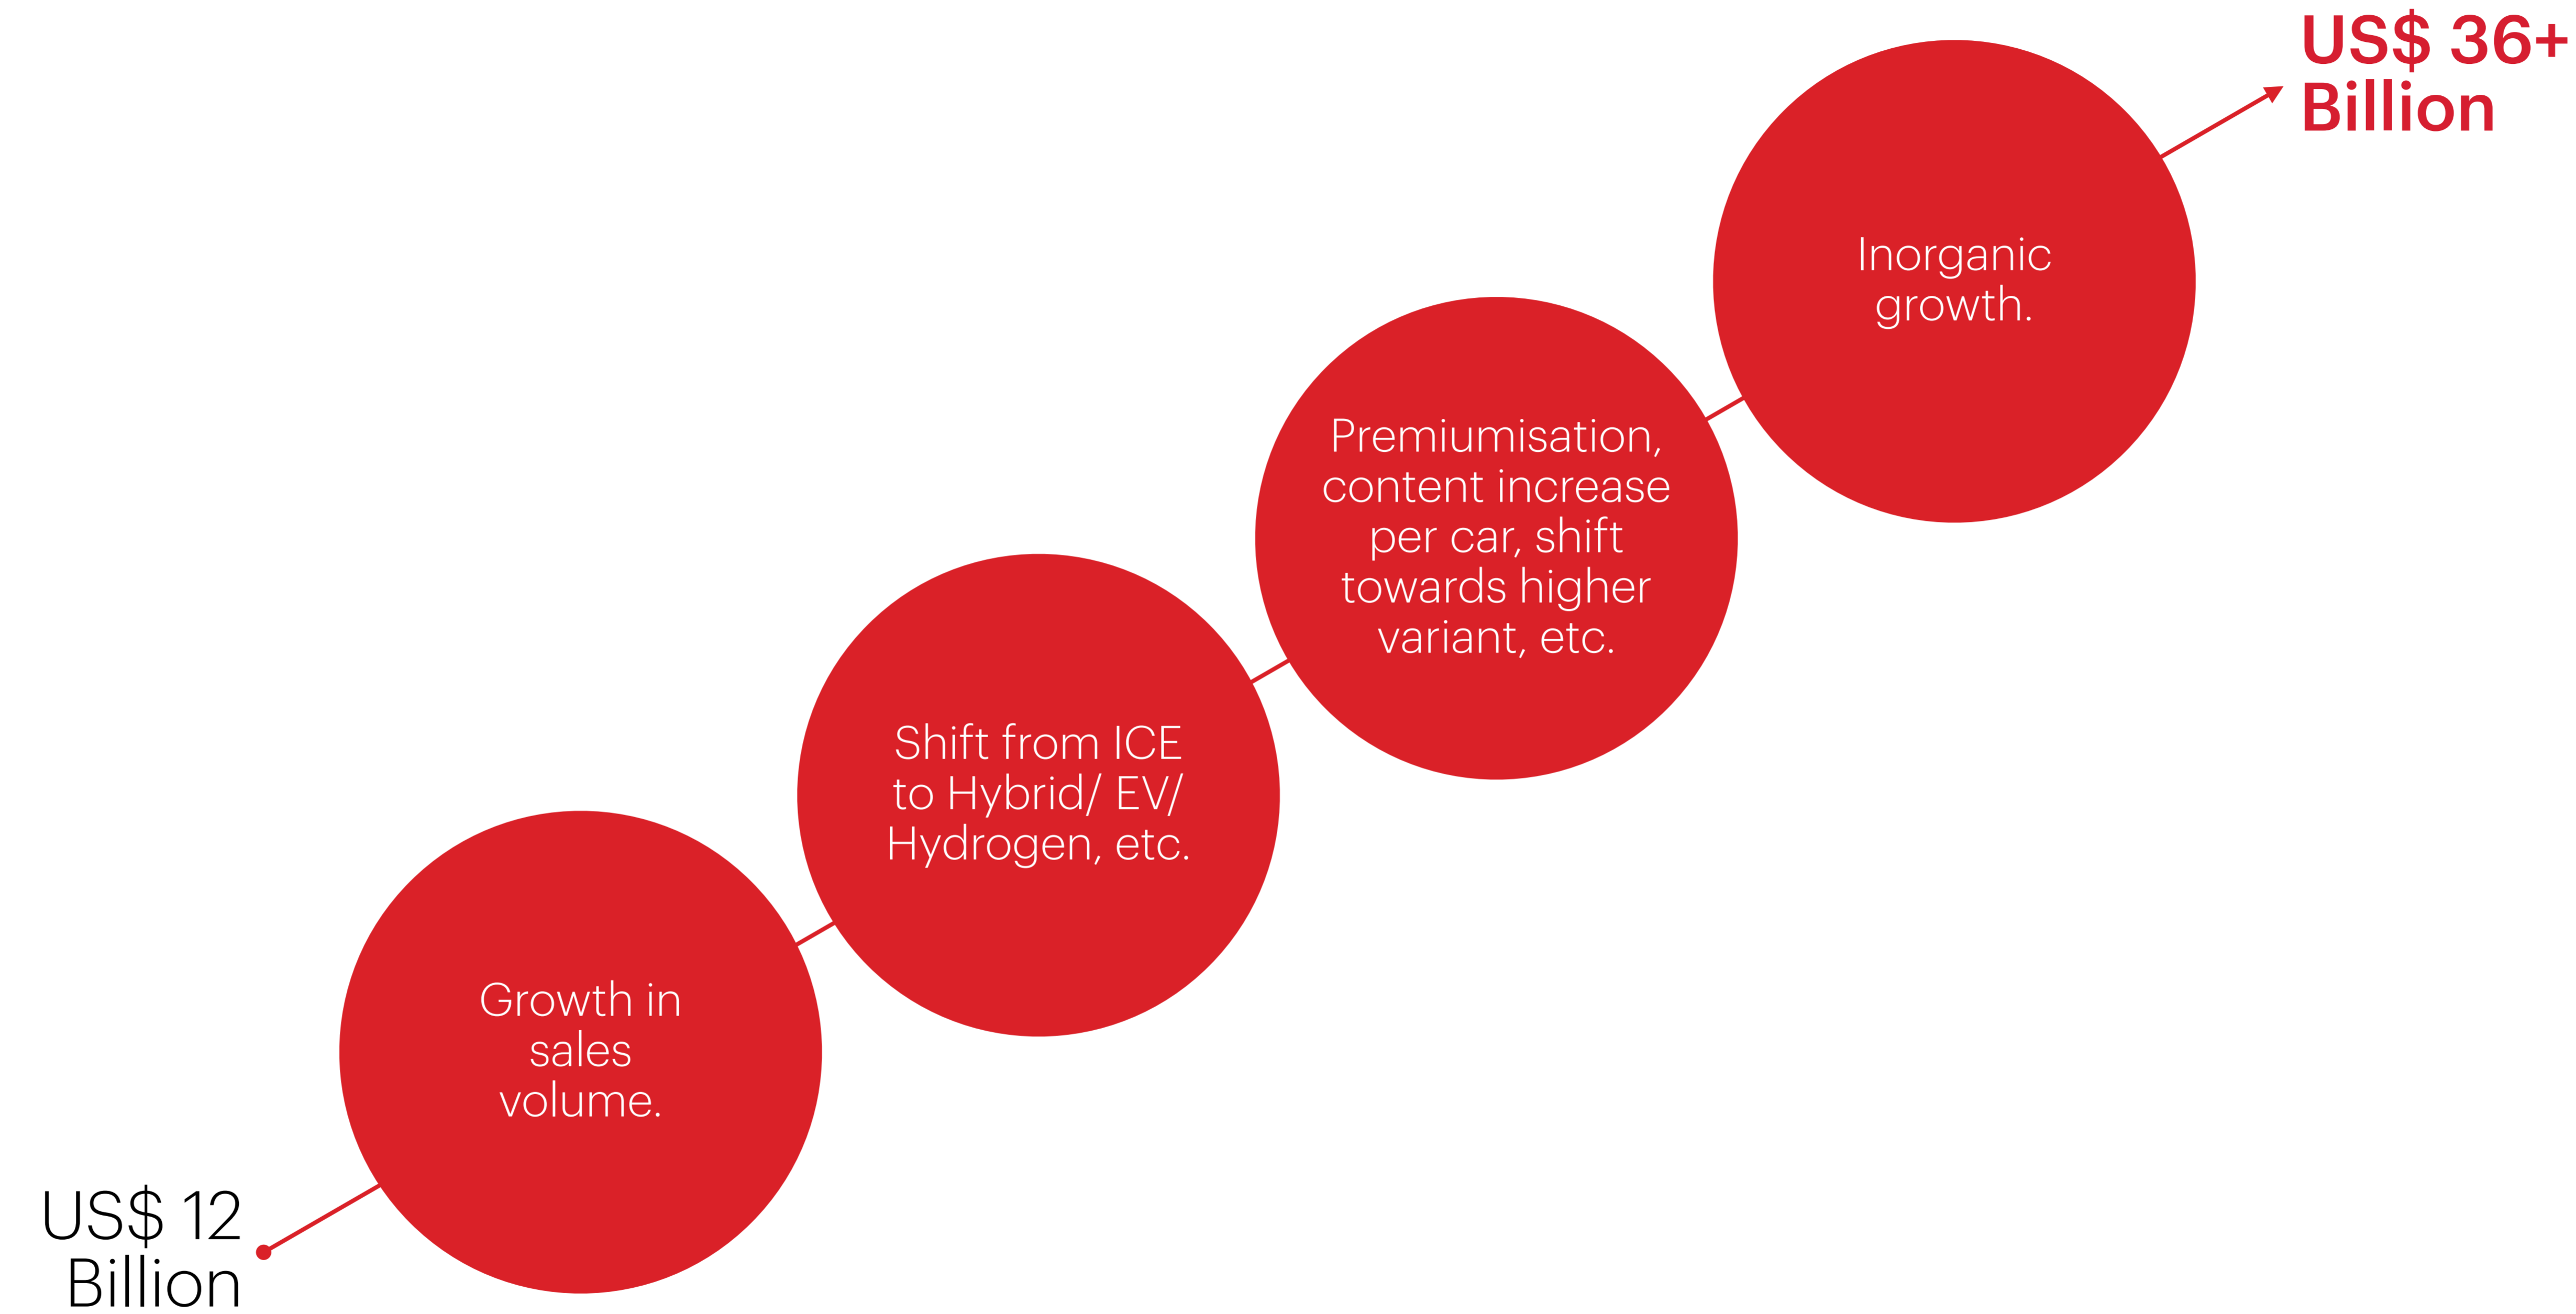 US$ 36+
Billion
Inorganic
growth.
Premiumisation,
content increase
per car, shift
towards higher
variant, etc.
Shift from ICE
to Hybrid/ EV/
Hydrogen, etc.
Growth in
sales
volume.
US$ 12
Billion